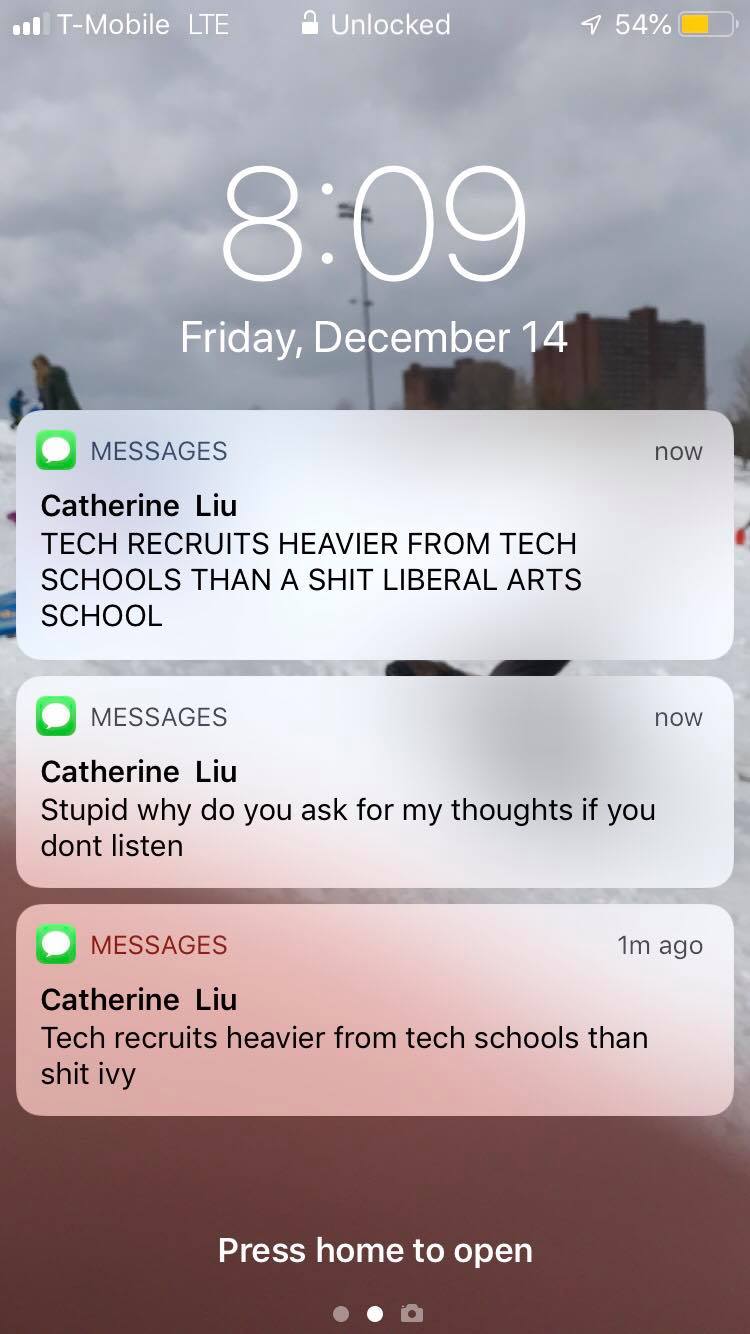 T-Mobile LTE Unlocked 54%
8:09
Friday, December 14
MESSAGES now
Catherine Liu
TECH RECRUITS HEAVIER FROM TECH
SCHOOLS THAN A SHIT LIBERAL ARTS
SCHOOL
MESSAGES now
Catherine Liu
Stupid why do you ask for my thoughts if you
dont listen
MESSAGES 1m ago
Catherine Liu
Tech recruits heavier from tech schools than
shit ivy
Press home to open